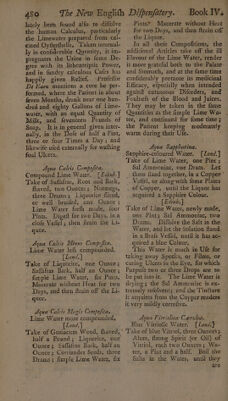 480 The New English Dispensatory. Book IV.
lately been found also to dissolve
the human Calculus, particularly
the Limewater prepared from cal-
cined Oystershells. Taken internal-
ly in considerable Quantity, it im-
pregnates the Urine in some De-
gree with its lithontriptic Power,
and in sundry calculous Cases has
happily given Relief. Professor
De Haen mentions a cure he per-
formed, where the Patient in about
seven Months, drunk near one hun-
dred and eighty Gallons of Lime-
water, with an equal Quantity of
Milk, and seventeen Pounds of
Soap. It is in general given inter-
nally, in the Dose of half a Pint,
three or four Times a Day; and
likewise used externally for washing
foul Ulcers.
Aqua Calcis Composita.
Compound Lime Water. [Edinb.]
Take of Sassafras, Root and Bark,
shaved, two Ounces; Nutmegs,
three Drams; Liquorice sliced,
or well bruised, one Ounce;
Lime Water fresh made, four
Pints. Digest for two Days, in a
close Vessel; then strain the Li-
quor.
Aqua Calcis Minus Composita.
Lime Water less compounded.
[Lond.]
Take of Liquorice, one Ounce;
Sassafras Bark, half an Ounce;
simple Lime Water, six Pints.
Macerate without Heat for two
Days, and then strain off the Li-
quor.
Aqua Calcis Magis Composita.
Lime Water more compounded.
[Lond.]
Take of Guaiacum Wood, shaved,
half a Pound; Liquorice, one
Ounce; Sassafras Bark, half an
Ounce; Coriander Seeds, three
Drams; simple Lime Water, six
Pints. Macerate without Heat
for two Days, and then strain off
the Liquor.
In all these Compositions, the
additional Articles take off the ill
Flavour of the Lime Water, render
it more grateful both to the Palate
and Stomach, and at the same time
considerably promote its medicinal
Efficacy, especially when intended
against cutaneous Disorders, and
Foulness of the Blood and Juices.
They may be taken in the same
Quantities as the simple Lime Wa-
ter, and continued for some time;
the Patient keeping moderately
warm during their Use.
Aqua Sapphirina.
Sapphire-coloured Water. [Lond.]
Take of Lime Water, one Pint;
Sal Ammoniac, one Dram. Let
them stand together, in a Copper
Vessel, or along with some Plates
of Copper, until the Liquor has
acquired a Sapphire Colour.
[Edinb.]
Take of Lime Water, newly made,
one Pint; Sal Ammoniac, two
Drams. Dissolve the Salt in the
Water, and let the Solution stand
in a Brass Vessel, until it has ac-
quired a blue Colour.
This Water is much in Use for
taking away Specks, or Films, or
curing Ulcers in the Eye, for which
Purpose two or three Drops are to
be put into it. The Lime Water is
drying; the Sal Ammoniac is ex-
tremely resolvent; and the Tincture
it acquires from the Copper renders
it very mildly corrosive.
Aqua Vitriolica Cærulea.
Blue Vitriolic Water. [Lond.]
Take of blue Vitriol, three Ounces;
Alum, strong Spirit (or Oil) of
Vitriol, each two Ounces; Wa-
ter, a Pint and a half. Boil the
Salts in the Water, until they
are